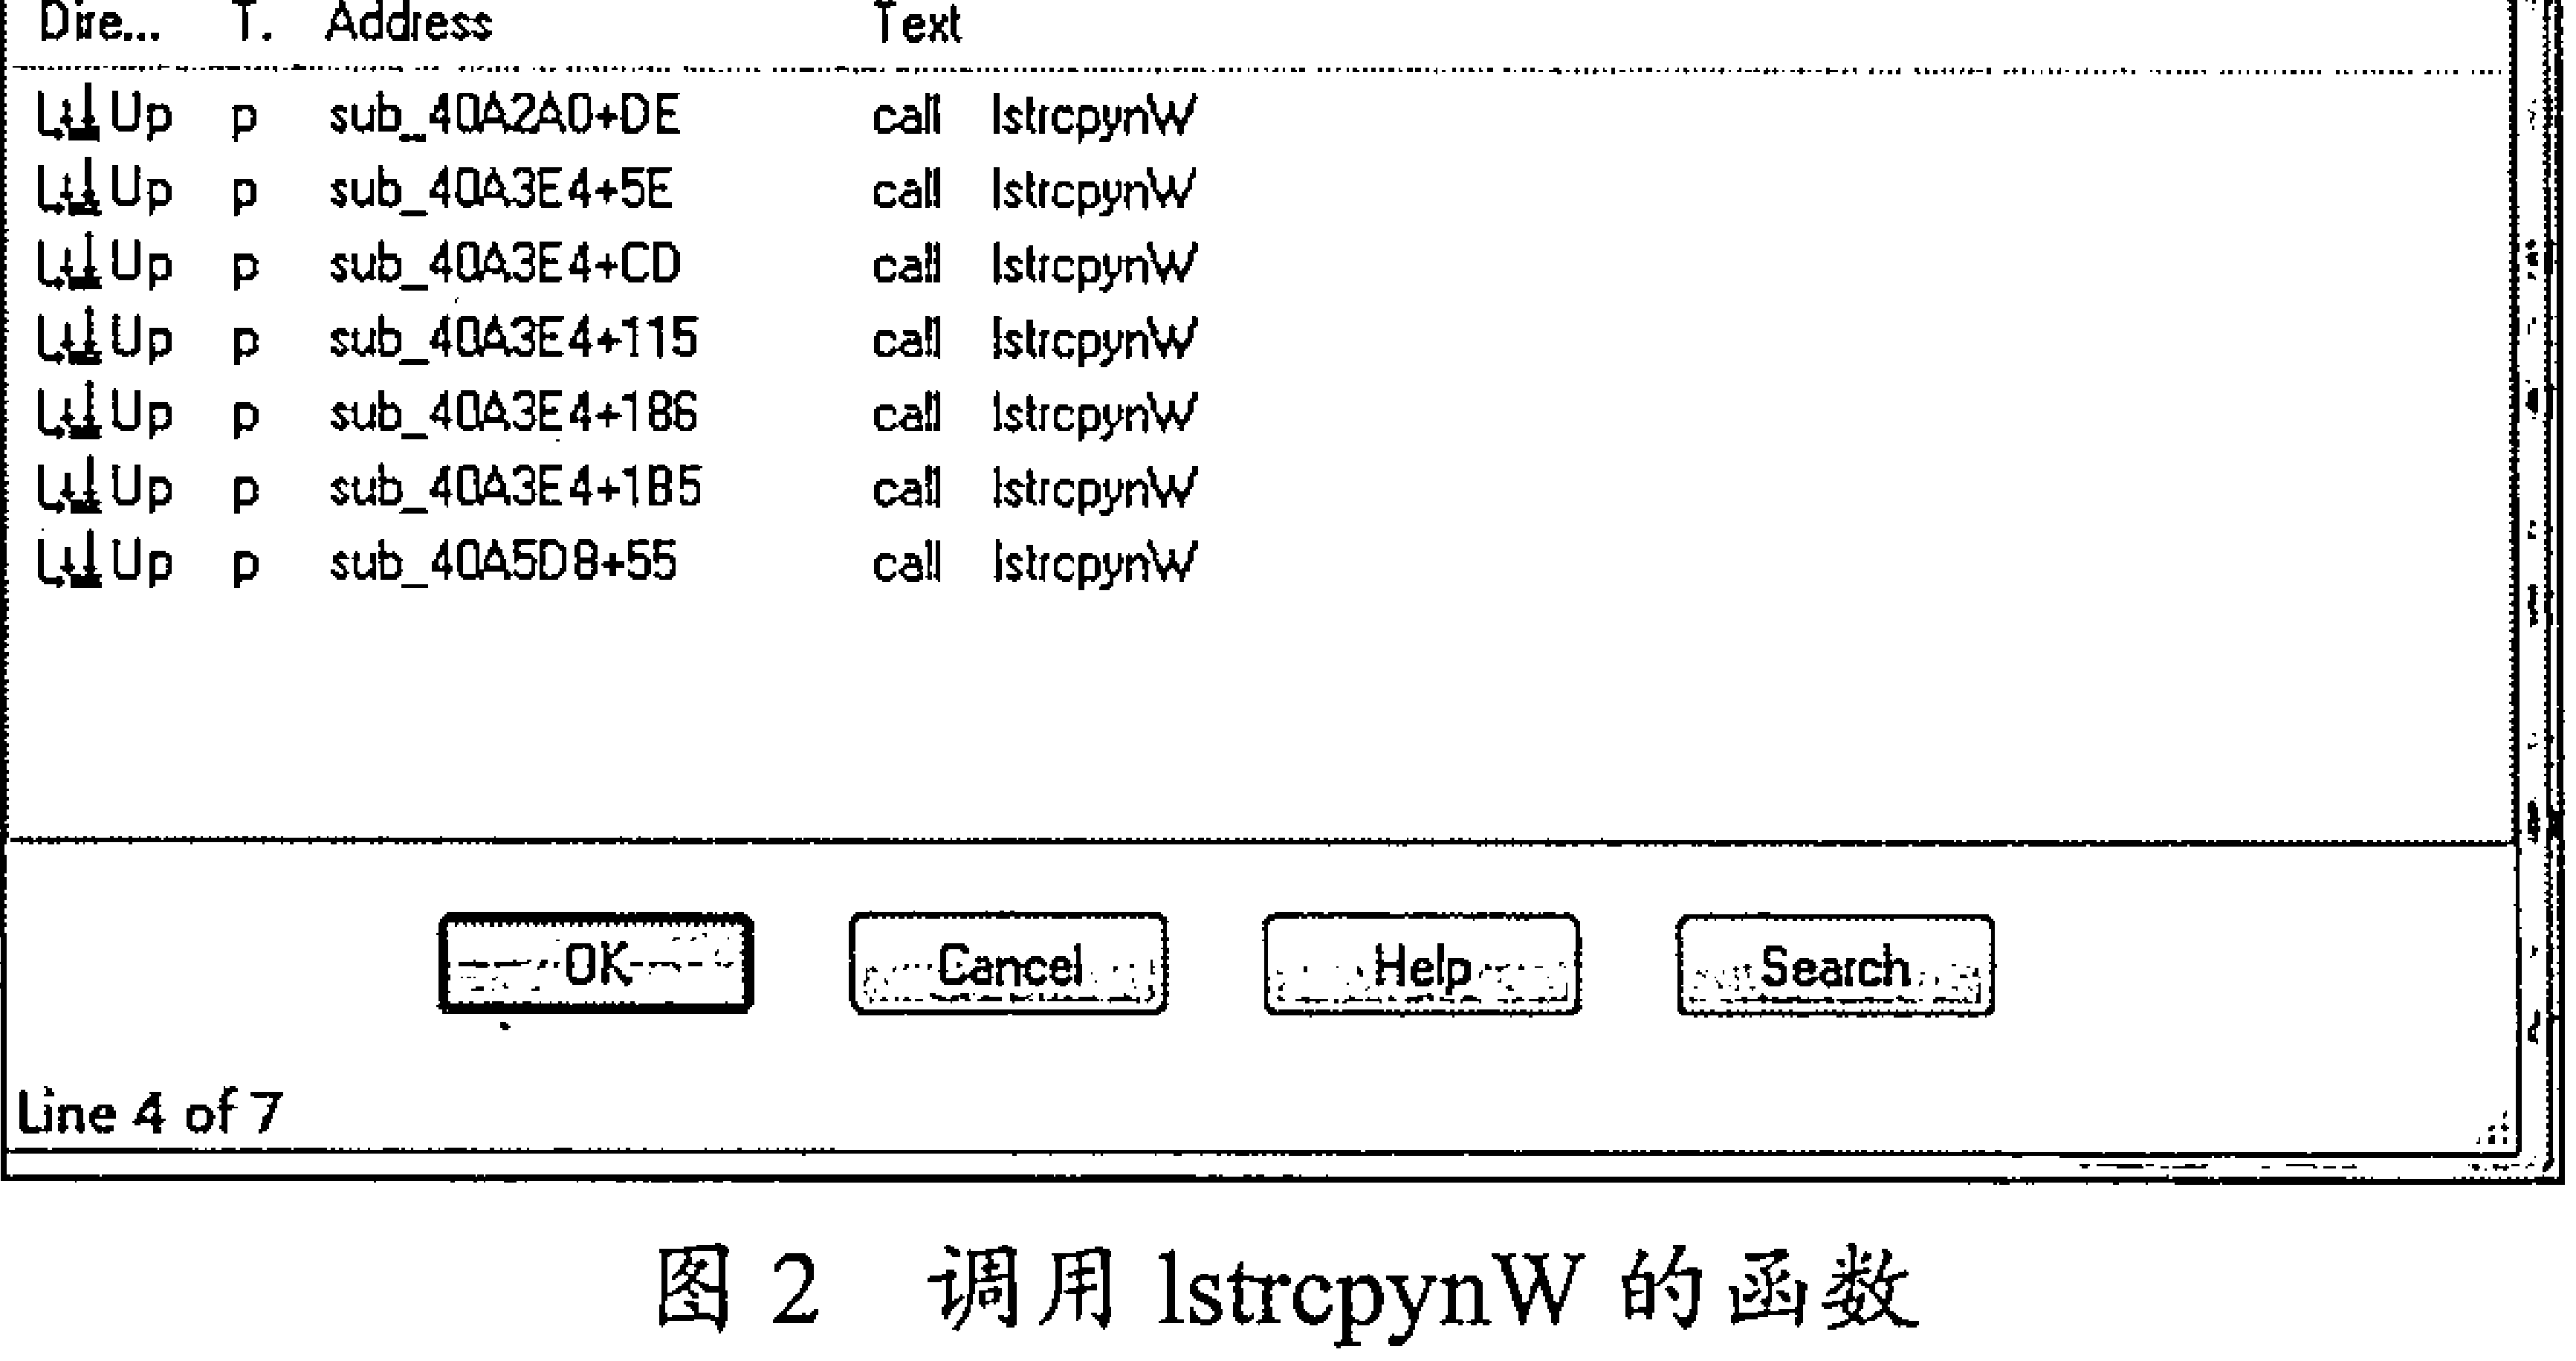 Dire... T. Address Text
Up p sub_40A2A0+DE call lstrcpynW
Up p sub_40A3E4+5E call lstrcpynW
Up p sub_40A3E4+CD call lstrcpynW
Up p sub_40A3E4+115 call lstrcpynW
Up p sub_40A3E4+186 call lstrcpynW
Up p sub_40A3E4+1B5 call lstrcpynW
Up p sub_40A5D8+55 call lstrcpynW
OK Cancel Help Search
Line 4 of 7
图 2 调用 lstrcpynW 的函数